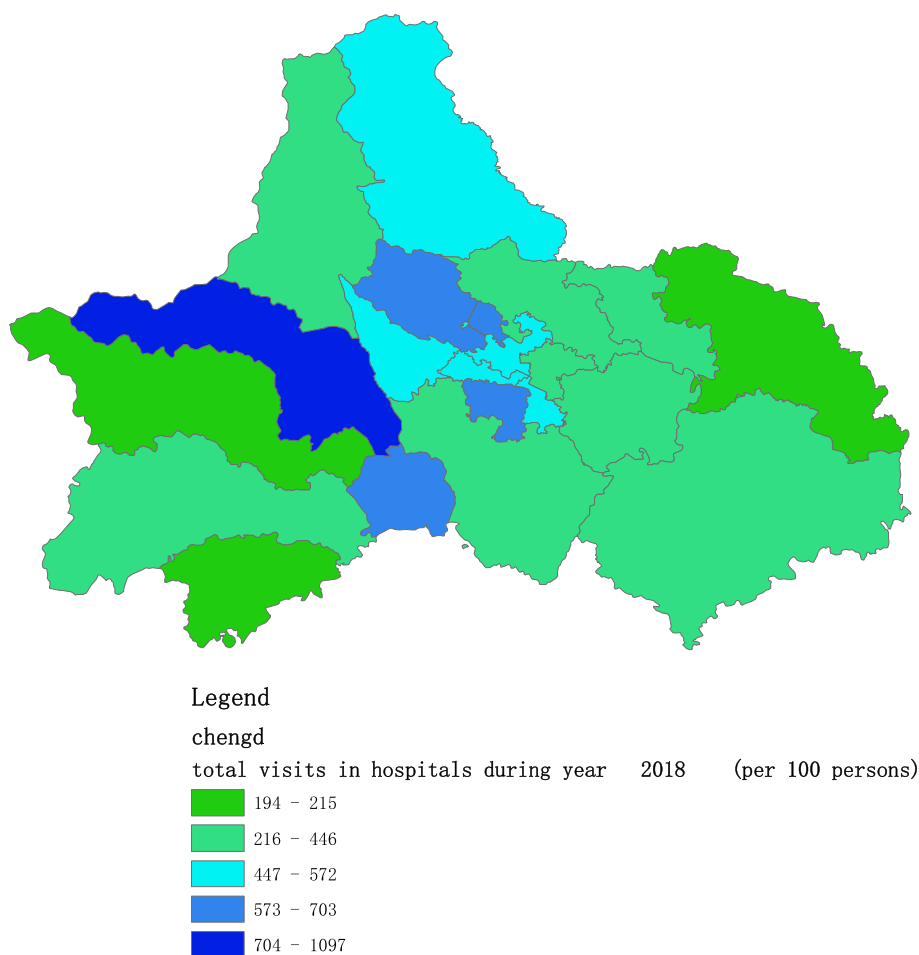 Legend
chengd
total visits in hospitals during year 2018 (per 100 persons)
194 - 215
216 - 446
447 - 572
573 - 703
704 - 1097